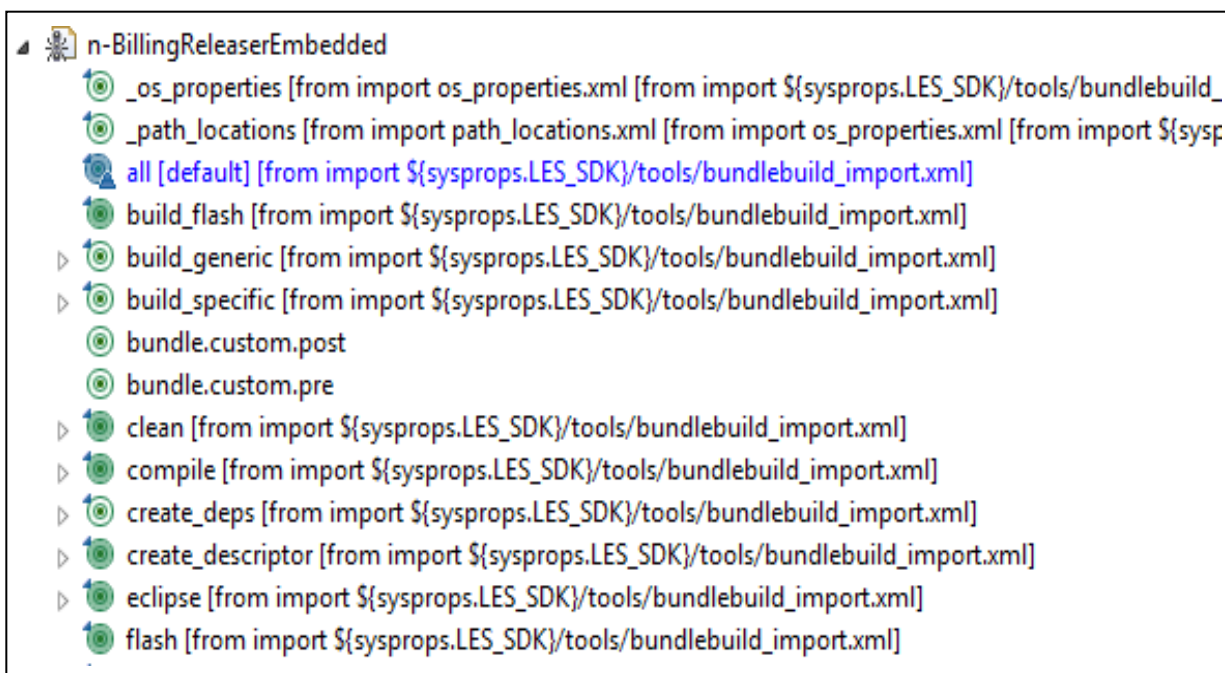 n-BillingReleaserEmbedded
_os_properties [from import os_properties.xml [from import ${sysprops.LES_SDK}/tools/bundlebuild_
_path_locations [from import path_locations.xml [from import os_properties.xml [from import ${sysp
all [default] [from import ${sysprops.LES_SDK}/tools/bundlebuild_import.xml]
build_flash [from import ${sysprops.LES_SDK}/tools/bundlebuild_import.xml]
build_generic [from import ${sysprops.LES_SDK}/tools/bundlebuild_import.xml]
build_specific [from import ${sysprops.LES_SDK}/tools/bundlebuild_import.xml]
bundle.custom.post
bundle.custom.pre
clean [from import ${sysprops.LES_SDK}/tools/bundlebuild_import.xml]
compile [from import ${sysprops.LES_SDK}/tools/bundlebuild_import.xml]
create_deps [from import ${sysprops.LES_SDK}/tools/bundlebuild_import.xml]
create_descriptor [from import ${sysprops.LES_SDK}/tools/bundlebuild_import.xml]
eclipse [from import ${sysprops.LES_SDK}/tools/bundlebuild_import.xml]
flash [from import ${sysprops.LES_SDK}/tools/bundlebuild_import.xml]